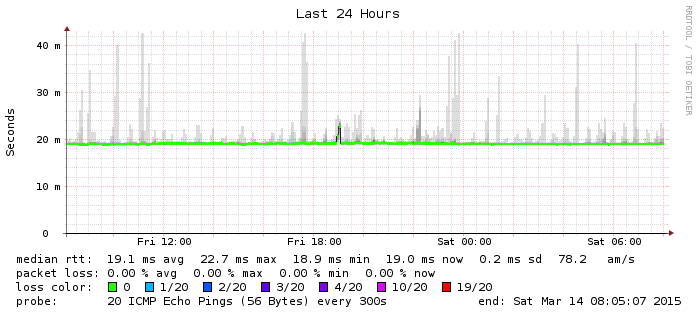 Last 24 Hours
RRDTOOL / TOBI OETIKER
Seconds
40 m
30 m
20 m
10 m
0
Fri 12:00 Fri 18:00 Sat 00:00 Sat 06:00
median rtt: 19.1 ms avg 22.7 ms max 18.9 ms min 19.0 ms now 0.2 ms sd 78.2 am/s
packet loss: 0.00 % avg 0.00 % max 0.00 % min 0.00 % now
loss color: 0 1/20 2/20 3/20 4/20 10/20 19/20
probe: 20 ICMP Echo Pings (56 Bytes) every 300s end: Sat Mar 14 08:05:07 2015